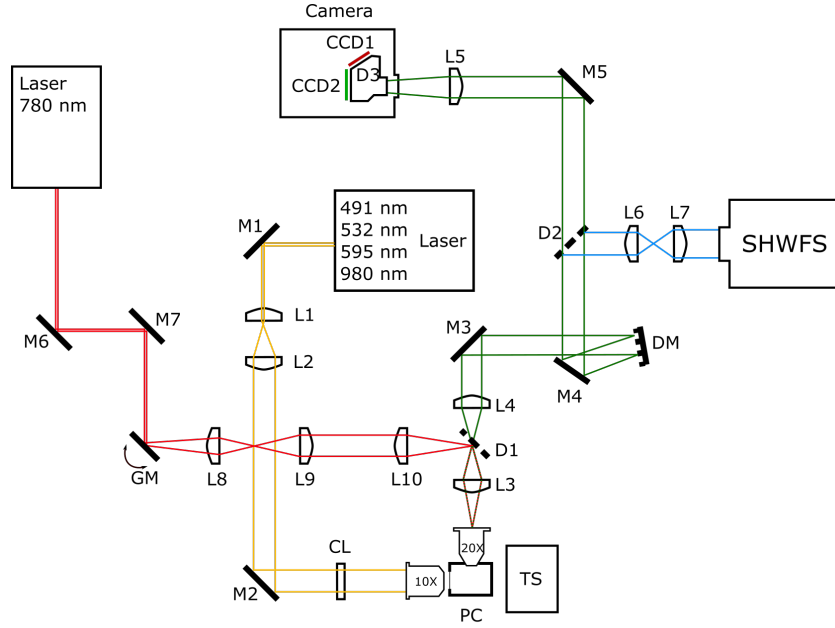 Camera
CCD1
D3
CCD2
L5
M5
Laser
780 nm
M1
491 nm
532 nm
595 nm
980 nm
Laser
D2
L6
L7
SHWFS
M6
M7
L1
L2
M3
M4
DM
L4
D1
GM
L8
L9
L10
L3
M2
CL
10X
20X
PC
TS